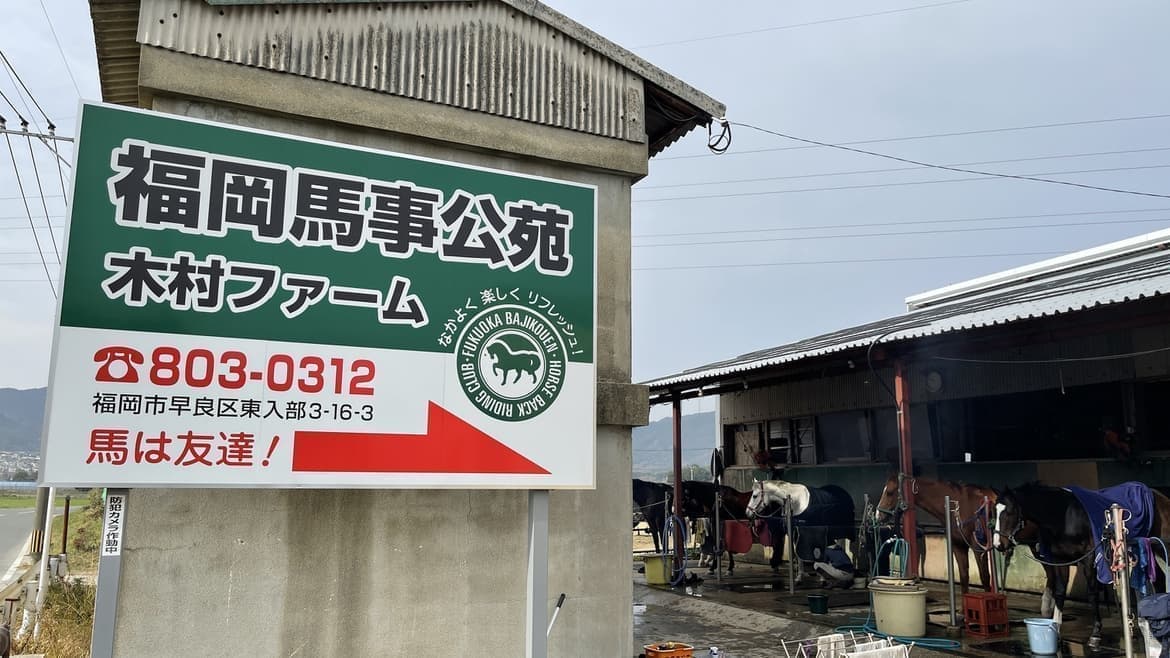 福岡馬事公苑
木村ファーム
なかよく 楽しく リフレッシュ!
FUKUOKA BAJIKOUEN・HORSE BACK RIDING CLUB・
☎803-0312
福岡市早良区東入部3-16-3
馬は友達!
防犯カメラ作動中